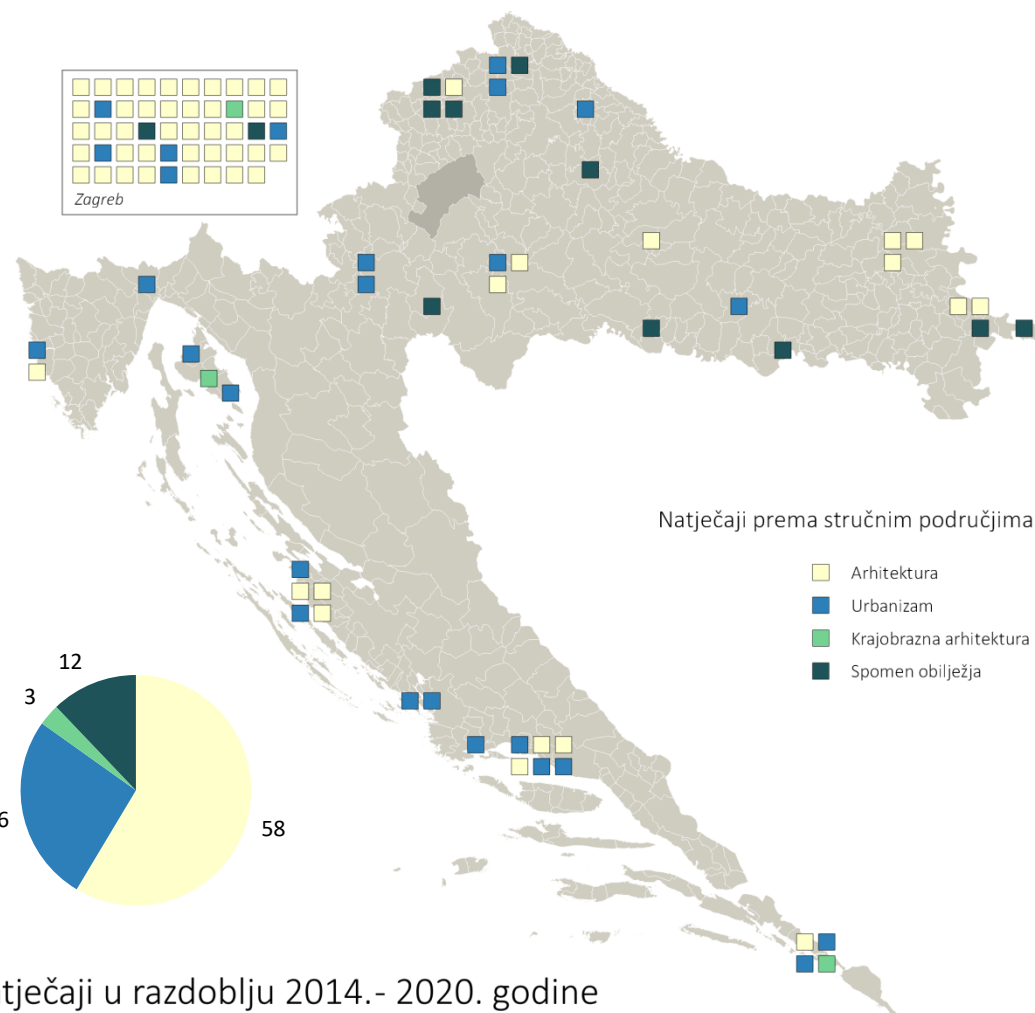 Zagreb
Natječaji prema stručnim područjima
Arhitektura
Urbanizam
Krajobrazna arhitektura
Spomen obilježja
12
3
6
58
tječaji u razdoblju 2014.- 2020. godine